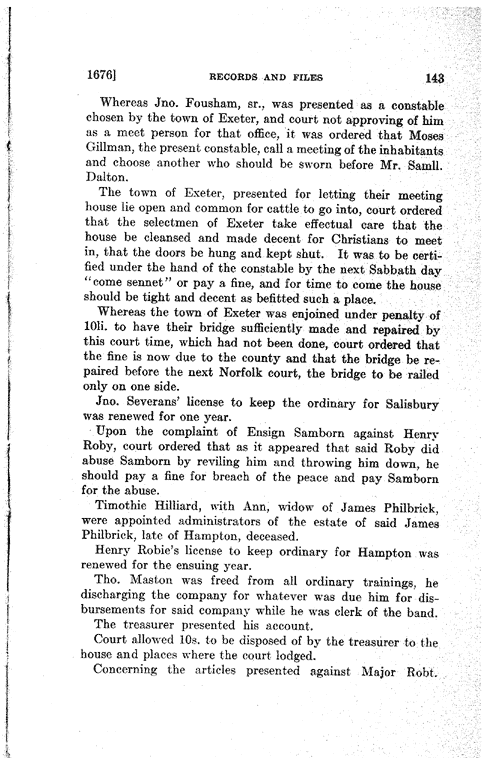 1676] RECORDS AND FILES 143
Whereas Jno. Fousham, sr., was presented as a constable
chosen by the town of Exeter, and court not approving of him
as a meet person for that office, it was ordered that Moses
Gillman, the present constable, call a meeting of the inhabitants
and choose another who should be sworn before Mr. Samll.
Dalton.
The town of Exeter, presented for letting their meeting
house lie open and common for cattle to go into, court ordered
that the selectmen of Exeter take effectual care that the
house be cleansed and made decent for Christians to meet
in, that the doors be hung and kept shut. It was to be certi-
fied under the hand of the constable by the next Sabbath day
"come sennet" or pay a fine, and for time to come the house
should be tight and decent as befitted such a place.
Whereas the town of Exeter was enjoined under penalty of
10li. to have their bridge sufficiently made and repaired by
this court time, which had not been done, court ordered that
the fine is now due to the county and that the bridge be re-
paired before the next Norfolk court, the bridge to be railed
only on one side.
Jno. Severans' license to keep the ordinary for Salisbury
was renewed for one year.
Upon the complaint of Ensign Samborn against Henry
Roby, court ordered that as it appeared that said Roby did
abuse Samborn by reviling him and throwing him down, he
should pay a fine for breach of the peace and pay Samborn
for the abuse.
Timothie Hilliard, with Ann, widow of James Philbrick,
were appointed administrators of the estate of said James
Philbrick, late of Hampton, deceased.
Henry Robie's license to keep ordinary for Hampton was
renewed for the ensuing year.
Tho. Maston was freed from all ordinary trainings, he
discharging the company for whatever was due him for dis-
bursements for said company while he was clerk of the band.
The treasurer presented his account.
Court allowed 10s. to be disposed of by the treasurer to the
house and places where the court lodged.
Concerning the articles presented against Major Robt.